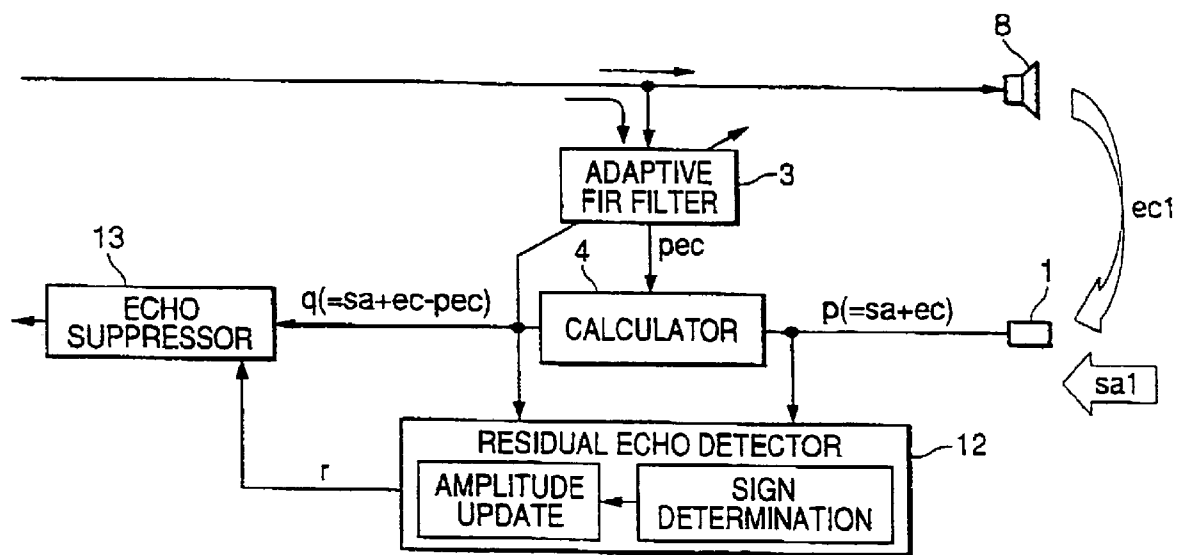 8
ADAPTIVE
FIR FILTER
3
ec1
pec
13
4
1
ECHO
SUPPRESSOR
q(=sa+ec-pec)
CALCULATOR
p(=sa+ec)
sa1
RESIDUAL ECHO DETECTOR
12
r
AMPLITUDE
UPDATE
SIGN
DETERMINATION